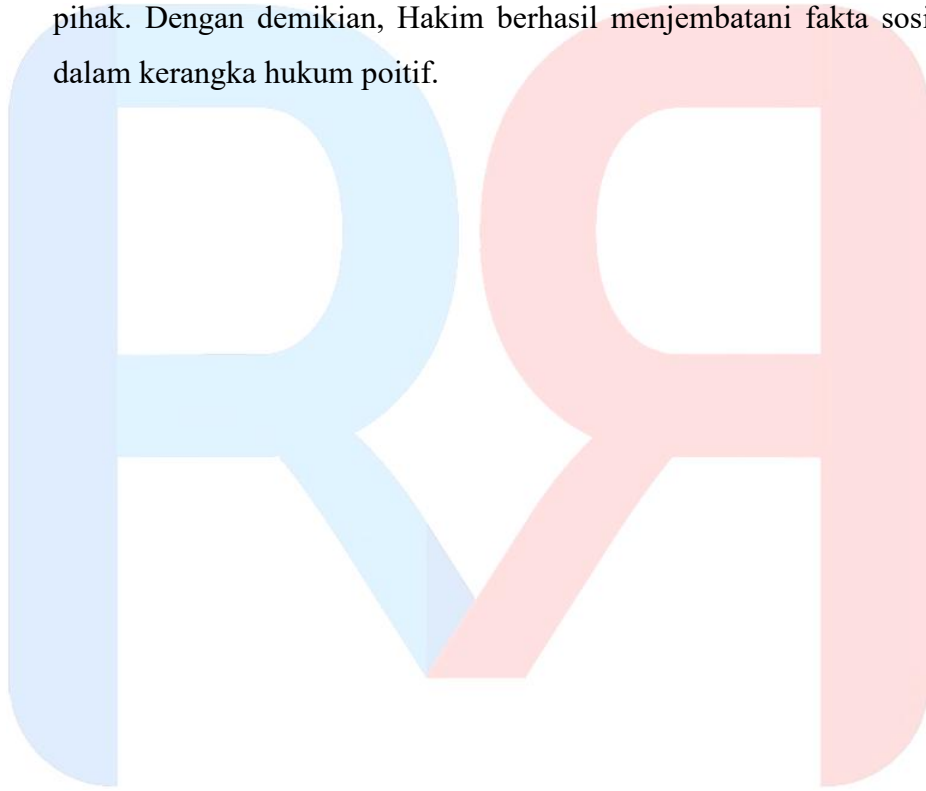 pihak. Dengan demikian, Hakim berhasil menjembatani fakta sosi
dalam kerangka hukum poitif.